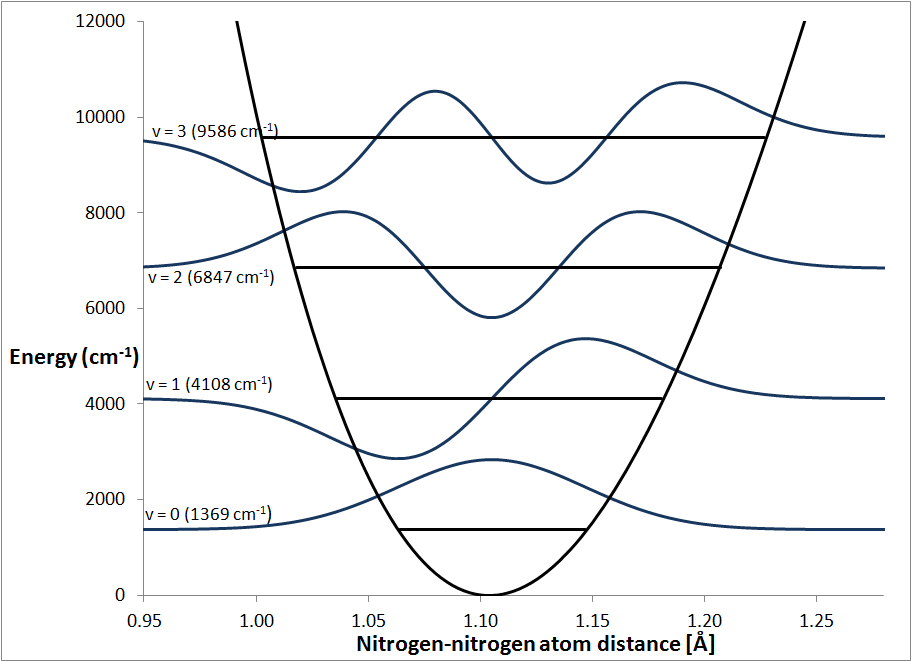 12000
10000
v = 3 (9586 cm-1)
8000
v = 2 (6847 cm-1)
6000
Energy (cm-1)
v = 1 (4108 cm-1)
4000
2000
v = 0 (1369 cm-1)
0
0.95 1.00 1.05 1.10 1.15 1.20 1.25
Nitrogen-nitrogen atom distance [Å]